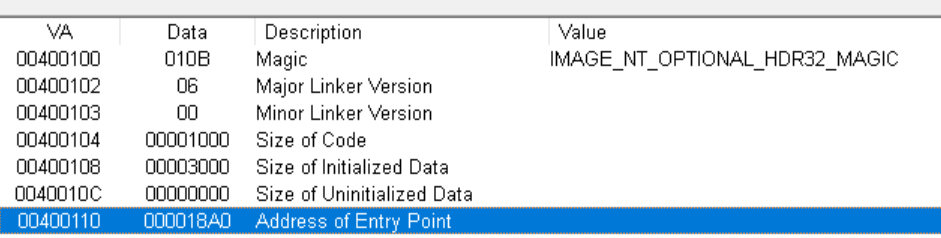 VA Data Description Value
00400100 010B Magic IMAGE_NT_OPTIONAL_HDR32_MAGIC
00400102 06 Major Linker Version
00400103 00 Minor Linker Version
00400104 00001000 Size of Code
00400108 00003000 Size of Initialized Data
0040010C 00000000 Size of Uninitialized Data
00400110 000018A0 Address of Entry Point